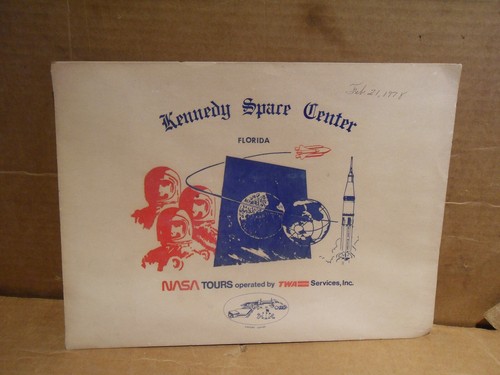 Feb. 21, 1978
Kennedy Space Center
FLORIDA
NASA TOURS operated by TWA Services, Inc.